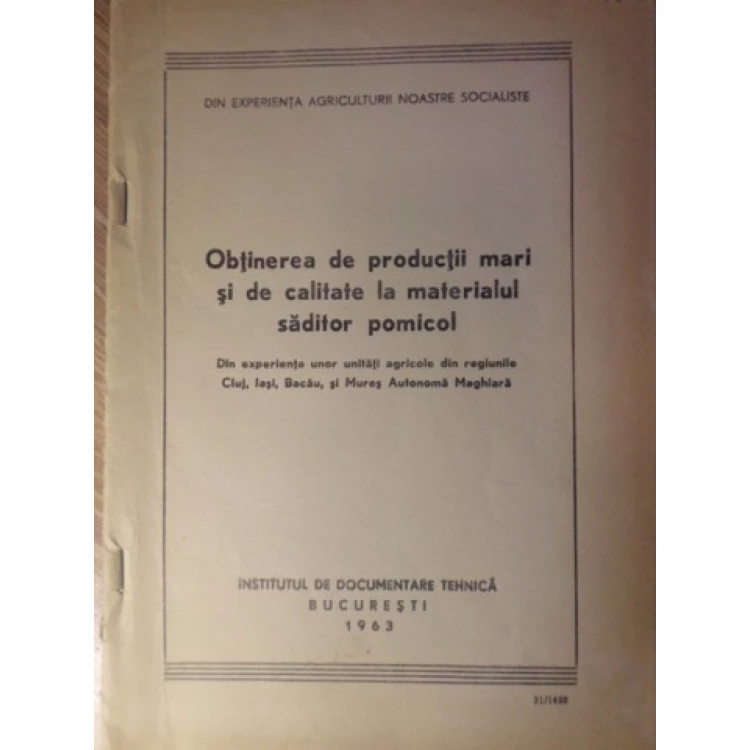 DIN EXPERIENȚA AGRICULTURII NOASTRE SOCIALISTE
Obținerea de producții mari
și de calitate la materialul
săditor pomicol
Din experiența unor unități agricole din regiunile
Cluj, Iași, Bacău, și Mureș Autonomă Maghiară
INSTITUTUL DE DOCUMENTARE TEHNICĂ
BUCUREȘTI
1963